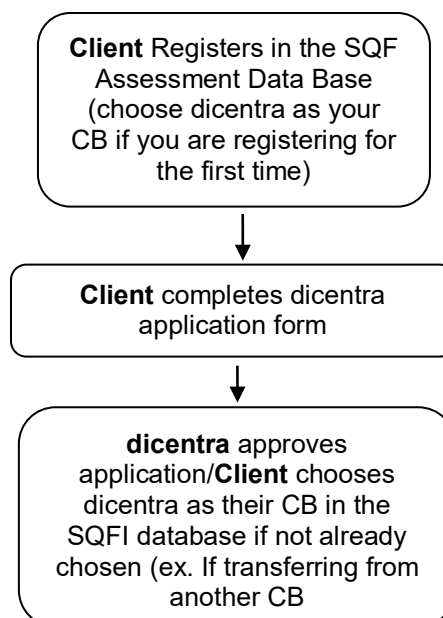 Client Registers in the SQF
Assessment Data Base
(choose dicentra as your
CB if you are registering for
the first time)
Client completes dicentra
application form
dicentra approves
application/Client chooses
dicentra as their CB in the
SQFI database if not already
chosen (ex. If transferring from
another CB